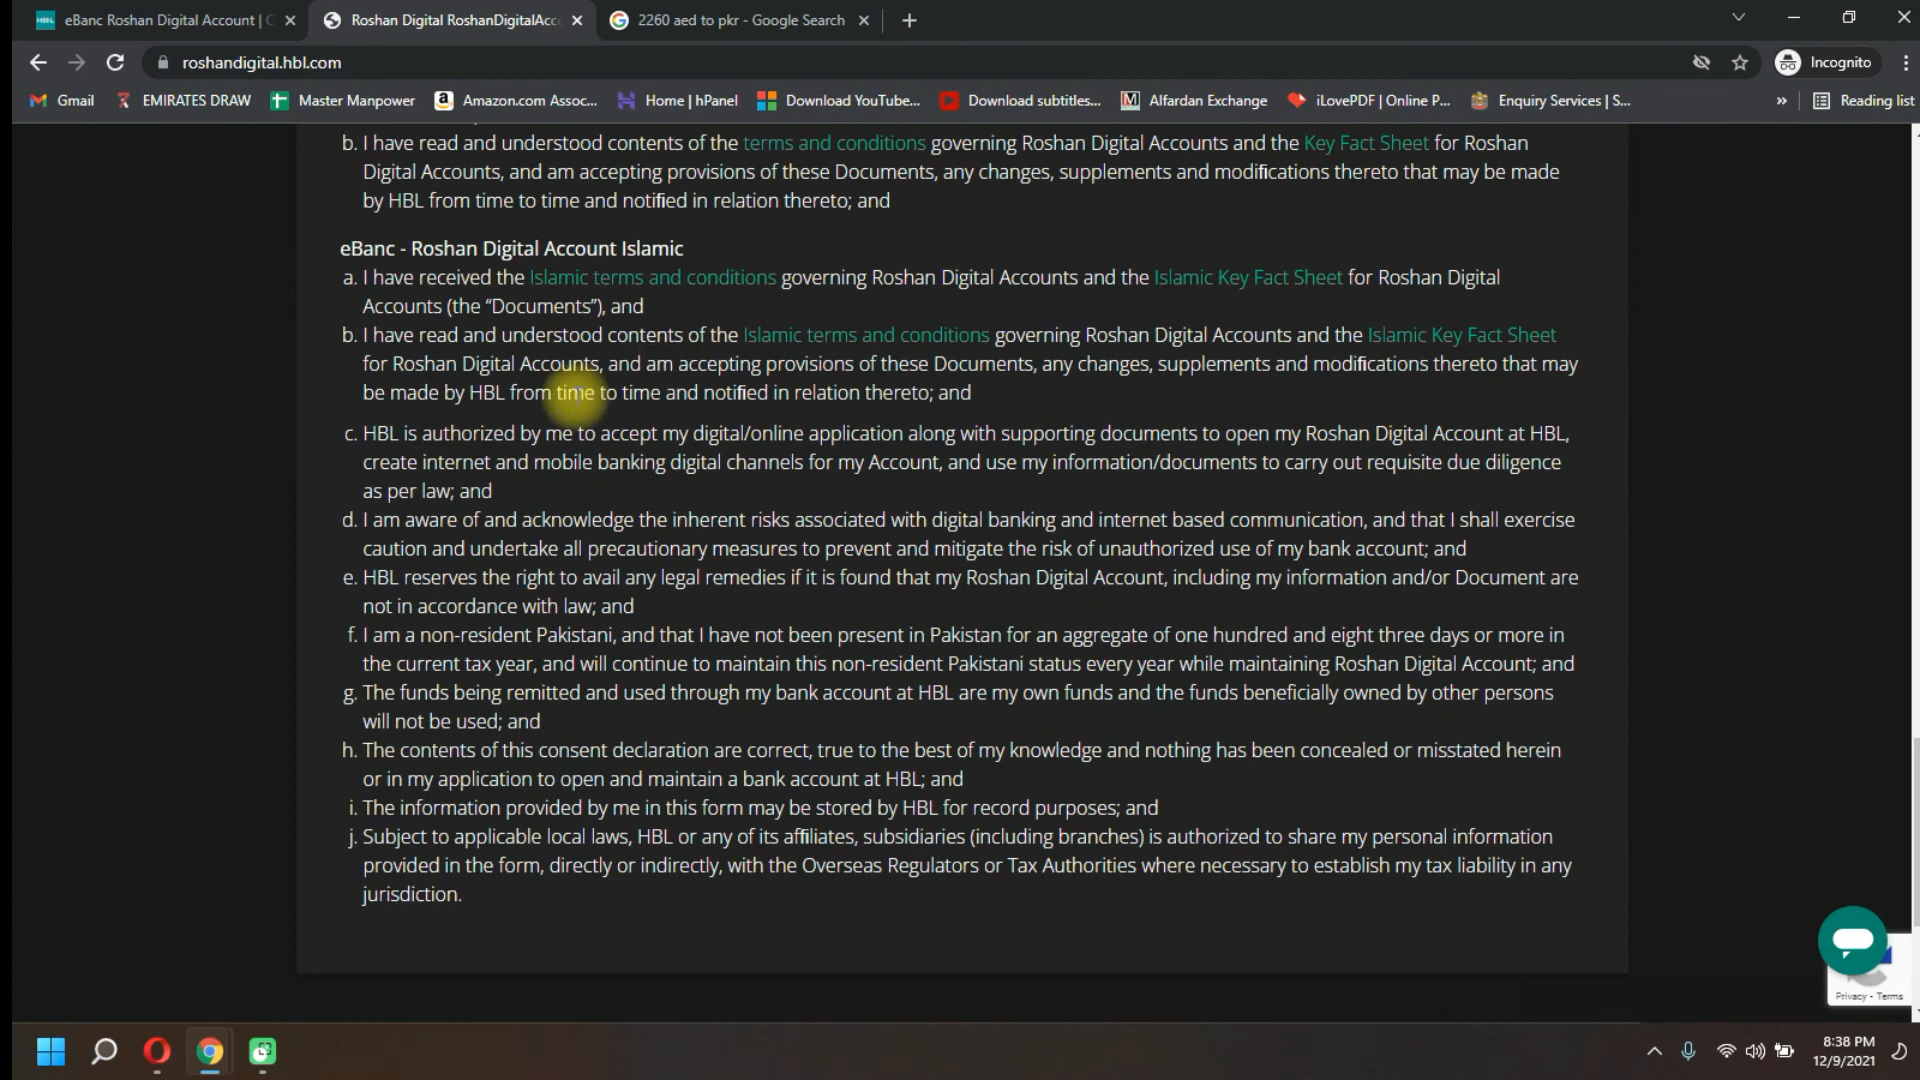 HBL eBanc Roshan Digital Account | C
Roshan Digital RoshanDigitalAcc
2260 aed to pkr - Google Search
roshandigital.hbl.com
Incognito
Gmail
EMIRATES DRAW
Master Manpower
Amazon.com Assoc...
Home | hPanel
Download YouTube...
Download subtitles...
Alfardan Exchange
iLovePDF | Online P...
Enquiry Services | S...
»
Reading list
b. I have read and understood contents of the terms and conditions governing Roshan Digital Accounts and the Key Fact Sheet for Roshan
Digital Accounts, and am accepting provisions of these Documents, any changes, supplements and modifications thereto that may be made
by HBL from time to time and notified in relation thereto; and
eBanc - Roshan Digital Account Islamic
a. I have received the Islamic terms and conditions governing Roshan Digital Accounts and the Islamic Key Fact Sheet for Roshan Digital
Accounts (the “Documents”), and
b. I have read and understood contents of the Islamic terms and conditions governing Roshan Digital Accounts and the Islamic Key Fact Sheet
for Roshan Digital Accounts, and am accepting provisions of these Documents, any changes, supplements and modifications thereto that may
be made by HBL from time to time and notified in relation thereto; and
c. HBL is authorized by me to accept my digital/online application along with supporting documents to open my Roshan Digital Account at HBL,
create internet and mobile banking digital channels for my Account, and use my information/documents to carry out requisite due diligence
as per law; and
d. I am aware of and acknowledge the inherent risks associated with digital banking and internet based communication, and that I shall exercise
caution and undertake all precautionary measures to prevent and mitigate the risk of unauthorized use of my bank account; and
e. HBL reserves the right to avail any legal remedies if it is found that my Roshan Digital Account, including my information and/or Document are
not in accordance with law; and
f. I am a non-resident Pakistani, and that I have not been present in Pakistan for an aggregate of one hundred and eight three days or more in
the current tax year, and will continue to maintain this non-resident Pakistani status every year while maintaining Roshan Digital Account; and
g. The funds being remitted and used through my bank account at HBL are my own funds and the funds beneficially owned by other persons
will not be used; and
h. The contents of this consent declaration are correct, true to the best of my knowledge and nothing has been concealed or misstated herein
or in my application to open and maintain a bank account at HBL; and
i. The information provided by me in this form may be stored by HBL for record purposes; and
j. Subject to applicable local laws, HBL or any of its affiliates, subsidiaries (including branches) is authorized to share my personal information
provided in the form, directly or indirectly, with the Overseas Regulators or Tax Authorities where necessary to establish my tax liability in any
jurisdiction.
Privacy - Terms
8:38 PM
12/9/2021